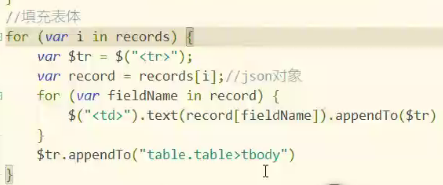 //填充表体
for (var i in records) {
var $tr = $("<tr>");
var record = records[i];//json对象
for (var fieldName in record) {
$("<td>").text(record[fieldName]).appendTo($tr)
}
$tr.appendTo("table.table>tbody")
}